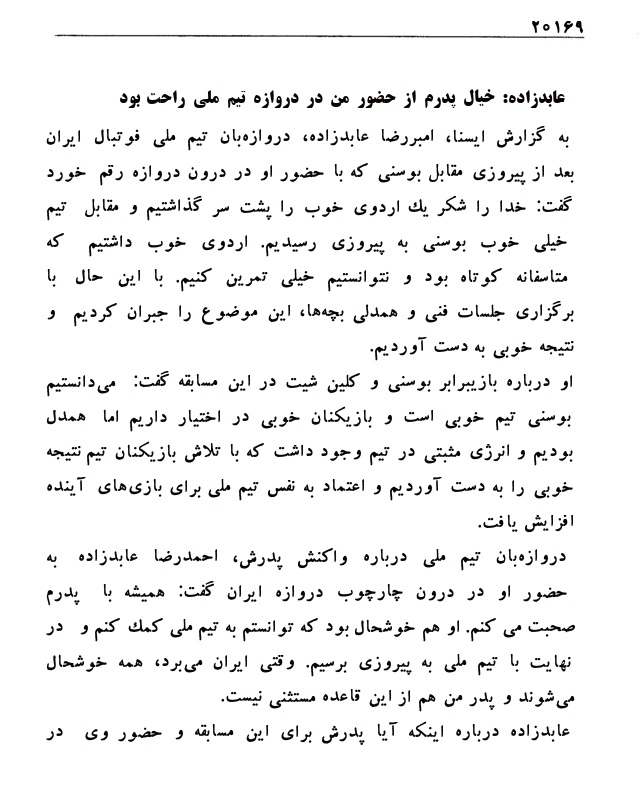 ۲۰۱۶۹
عابدزاده: خیال پدرم از حضور من در دروازه تیم ملی راحت بود
به گزارش ایسنا، امیررضا عابدزاده، دروازه‌بان تیم ملی فوتبال ایران
بعد از پیروزی مقابل بوسنی که با حضور او در درون دروازه رقم خورد
گفت: خدا را شکر یك اردوی خوب را پشت سر گذاشتیم و مقابل تیم
خیلی خوب بوسنی به پیروزی رسیدیم. اردوی خوب داشتیم که
متاسفانه کوتاه بود و نتوانستیم خیلی تمرین کنیم. با این حال با
برگزاری جلسات فنی و همدلی بچه‌ها، این موضوع را جبران کردیم و
نتیجه خوبی به دست آوردیم.
او درباره بازیبرابر بوسنی و کلین شیت در این مسابقه گفت: می‌دانستیم
بوسنی تیم خوبی است و بازیکنان خوبی در اختیار داریم اما همدل
بودیم و انرژی مثبتی در تیم وجود داشت که با تلاش بازیکنان تیم نتیجه
خوبی را به دست آوردیم و اعتماد به نفس تیم ملی برای بازی‌های آینده
افزایش یافت.
دروازه‌بان تیم ملی درباره واکنش پدرش، احمدرضا عابدزاده به
حضور او در درون چارچوب دروازه ایران گفت: همیشه با پدرم
صحبت می کنم. او هم خوشحال بود که توانستم به تیم ملی کمك کنم و در
نهایت با تیم ملی به پیروزی برسیم. وقتی ایران می‌برد، همه خوشحال
می‌شوند و پدر من هم از این قاعده مستثنی نیست.
عابدزاده درباره اینکه آیا پدرش برای این مسابقه و حضور وی در